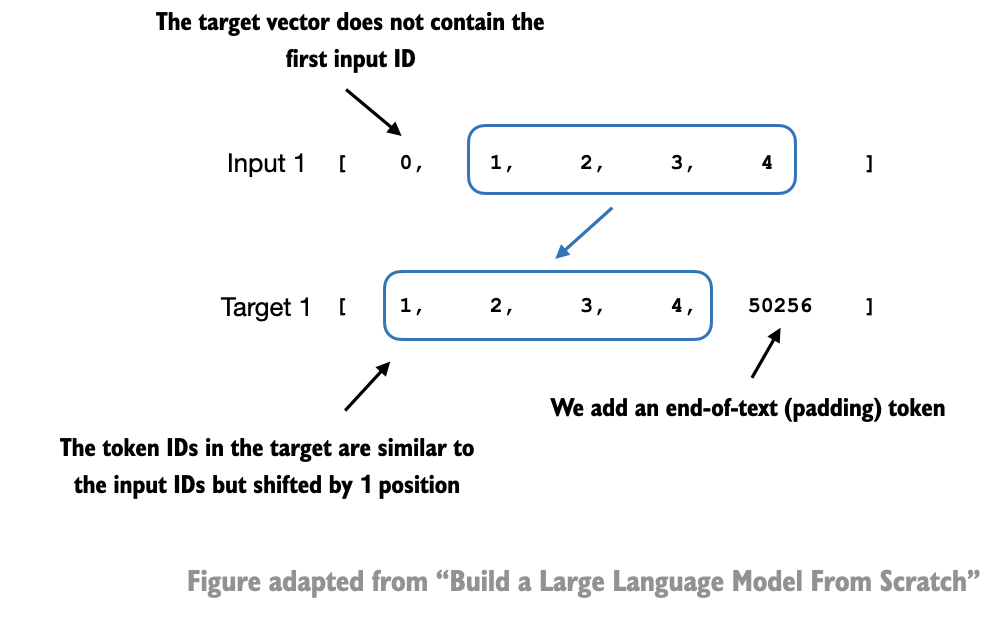 The target vector does not contain the
first input ID
Input 1 [ 0, 1, 2, 3, 4 ]
Target 1 [ 1, 2, 3, 4, 50256 ]
We add an end-of-text (padding) token
The token IDs in the target are similar to
the input IDs but shifted by 1 position
Figure adapted from “Build a Large Language Model From Scratch”